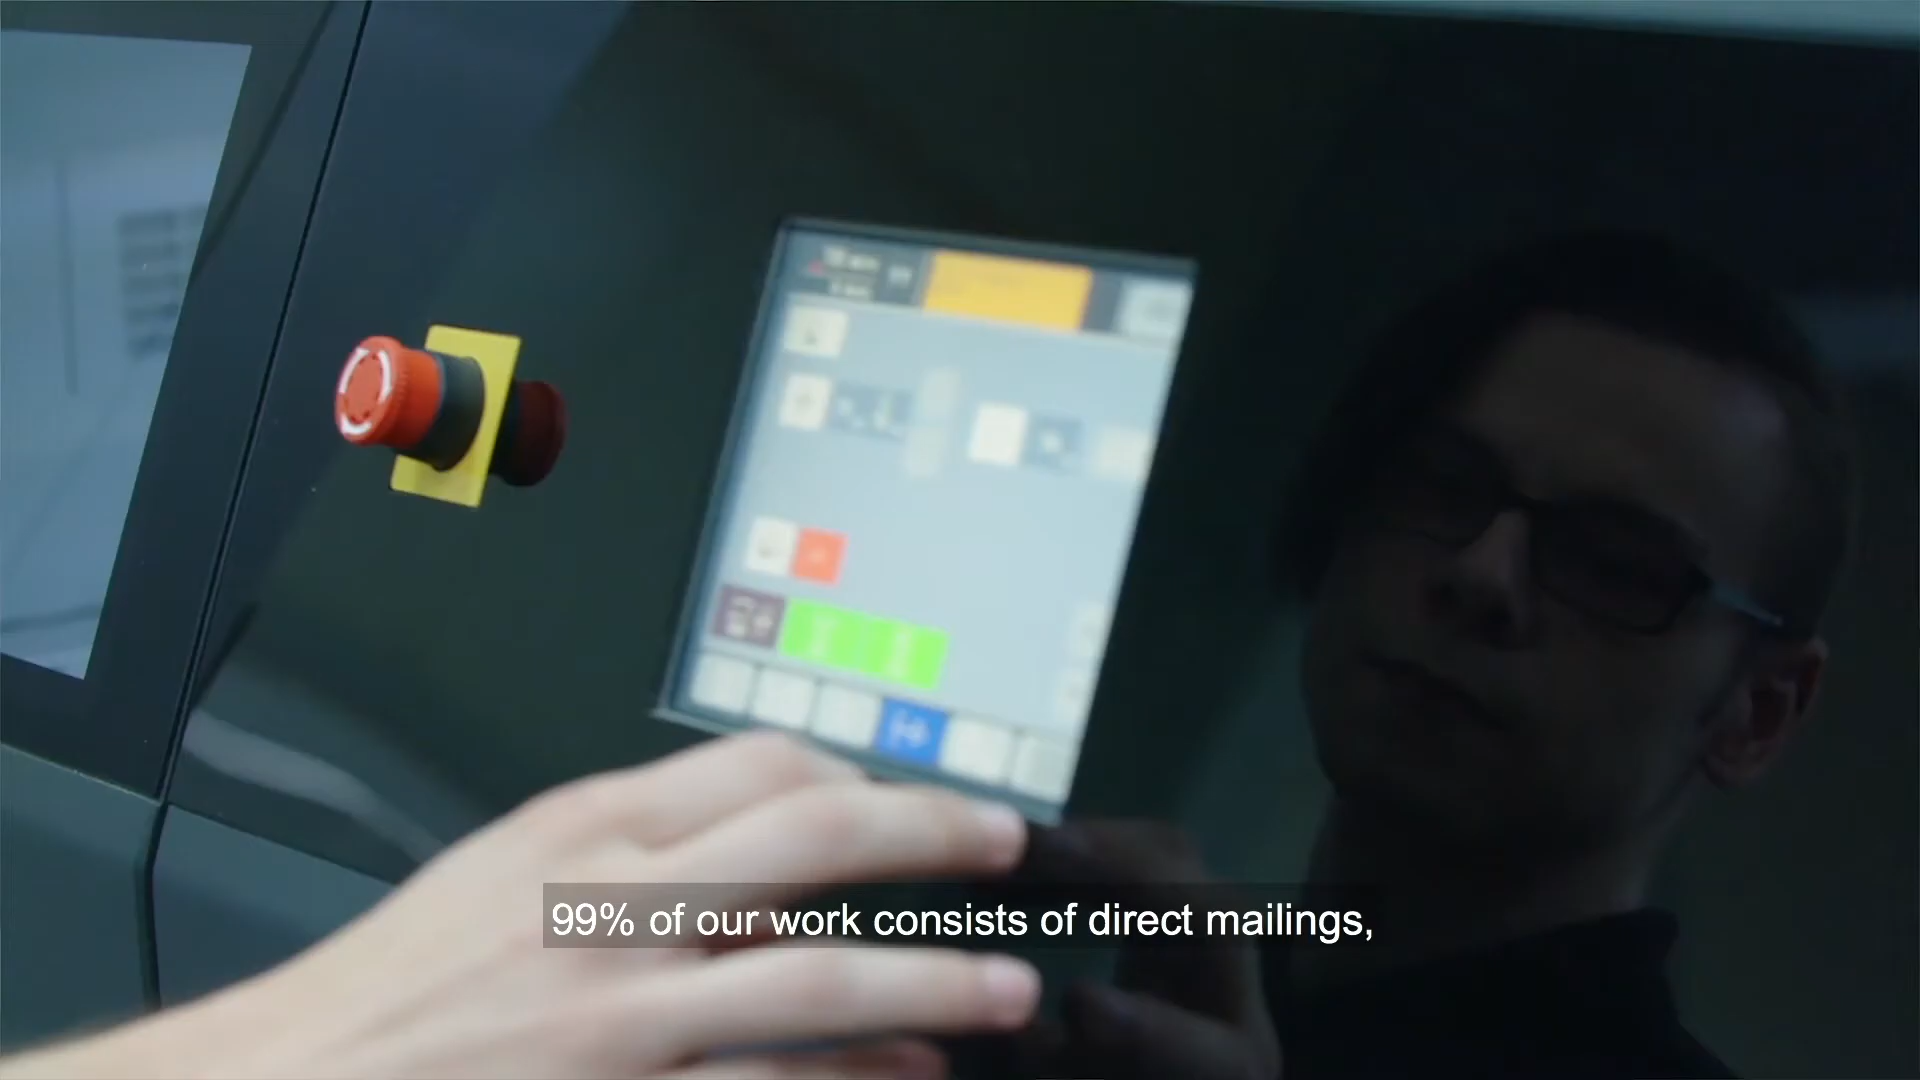 99% of our work consists of direct mailings,